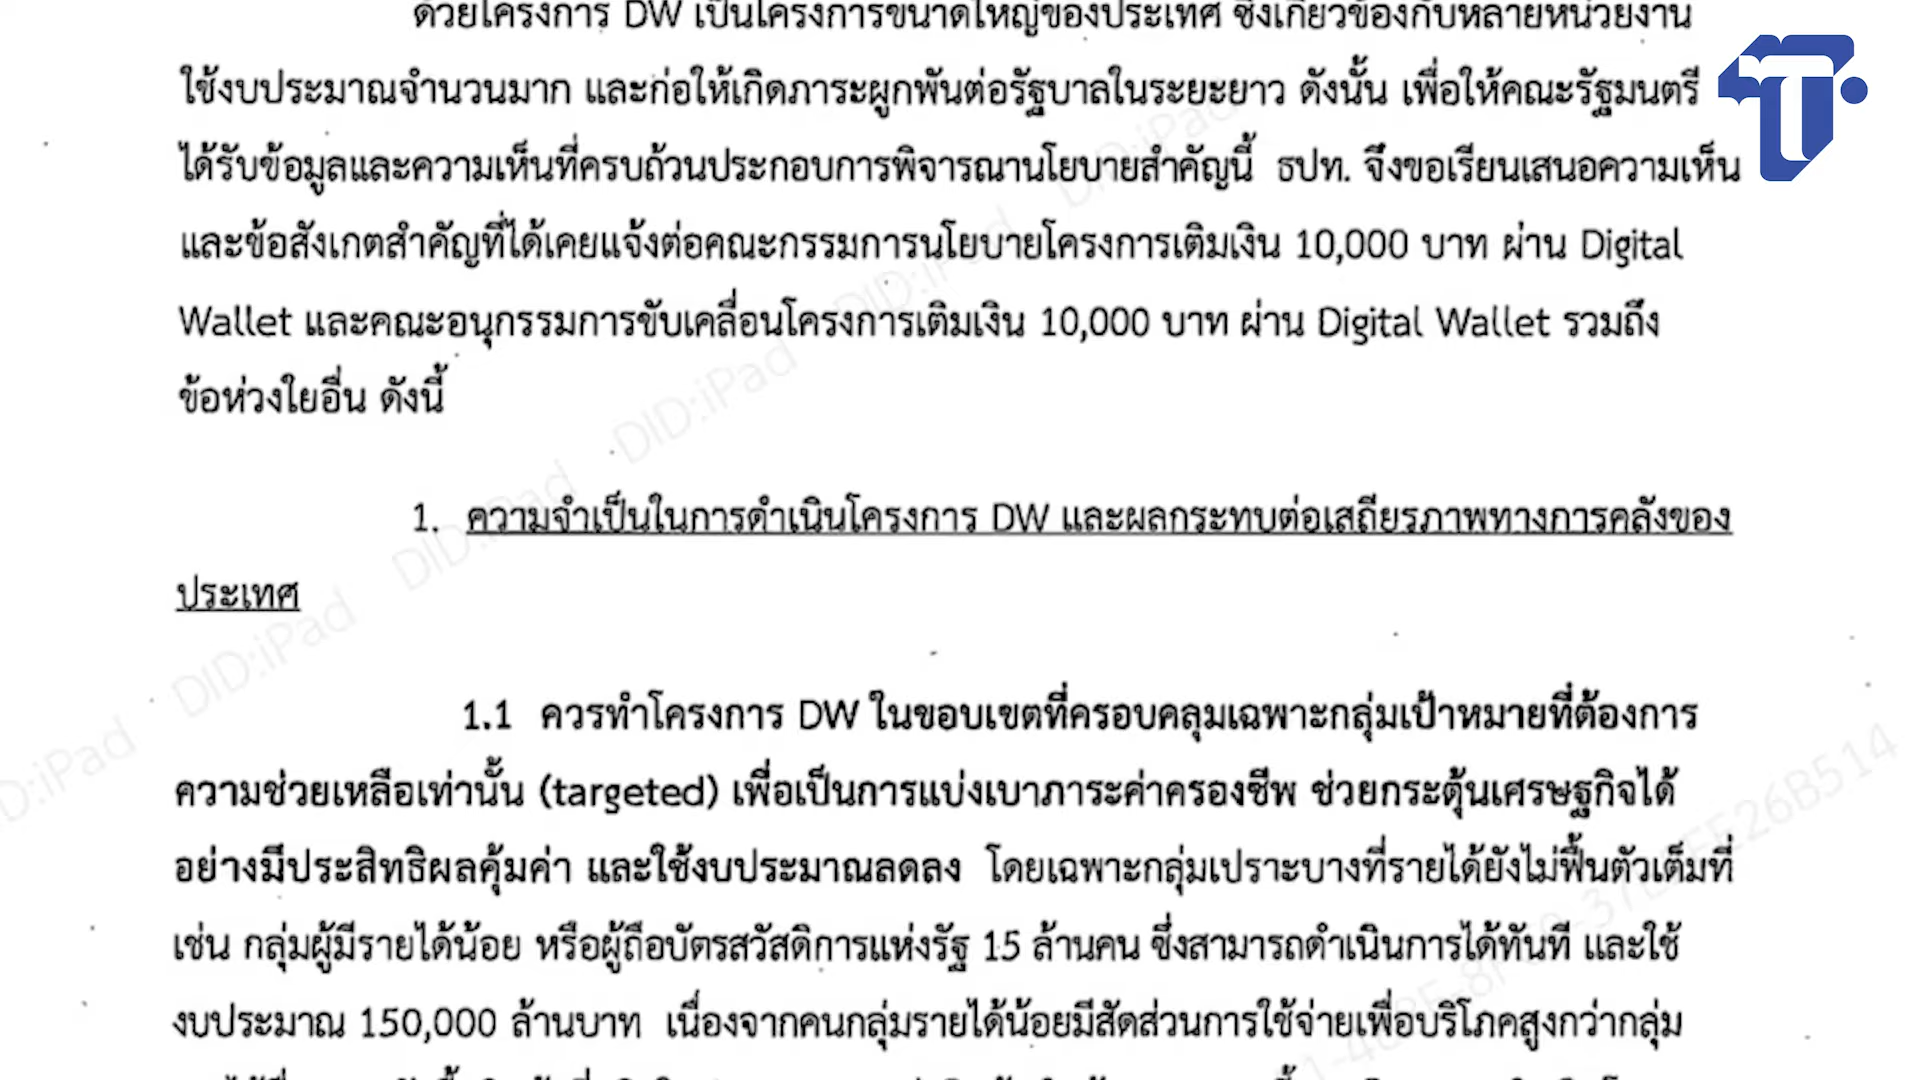 ด้วยโครงการ DW เป็นโครงการขนาดใหญ่ของประเทศ ซึ่งเกี่ยวข้องกับหลายหน่วยงาน
ใช้งบประมาณจำนวนมาก และก่อให้เกิดภาระผูกพันต่อรัฐบาลในระยะยาว ดังนั้น เพื่อให้คณะรัฐมนตรี
ได้รับข้อมูลและความเห็นที่ครบถ้วนประกอบการพิจารณานโยบายสำคัญนี้ ธปท. จึงขอเรียนเสนอความเห็น
และข้อสังเกตสำคัญที่ได้เคยแจ้งต่อคณะกรรมการนโยบายโครงการเติมเงิน 10,000 บาท ผ่าน Digital
Wallet และคณะอนุกรรมการขับเคลื่อนโครงการเติมเงิน 10,000 บาท ผ่าน Digital Wallet รวมถึง
ข้อห่วงใยอื่น ดังนี้
1. ความจำเป็นในการดำเนินโครงการ DW และผลกระทบต่อเสถียรภาพทางการคลังของ
ประเทศ
1.1 ควรทำโครงการ DW ในขอบเขตที่ครอบคลุมเฉพาะกลุ่มเป้าหมายที่ต้องการ
ความช่วยเหลือเท่านั้น (targeted) เพื่อเป็นการแบ่งเบาภาระค่าครองชีพ ช่วยกระตุ้นเศรษฐกิจได้
อย่างมีประสิทธิผลคุ้มค่า และใช้งบประมาณลดลง โดยเฉพาะกลุ่มเปราะบางที่รายได้ยังไม่ฟื้นตัวเต็มที่
เช่น กลุ่มผู้มีรายได้น้อย หรือผู้ถือบัตรสวัสดิการแห่งรัฐ 15 ล้านคน ซึ่งสามารถดำเนินการได้ทันที และใช้
งบประมาณ 150,000 ล้านบาท เนื่องจากคนกลุ่มรายได้น้อยมีสัดส่วนการใช้จ่ายเพื่อบริโภคสูงกว่ากลุ่ม